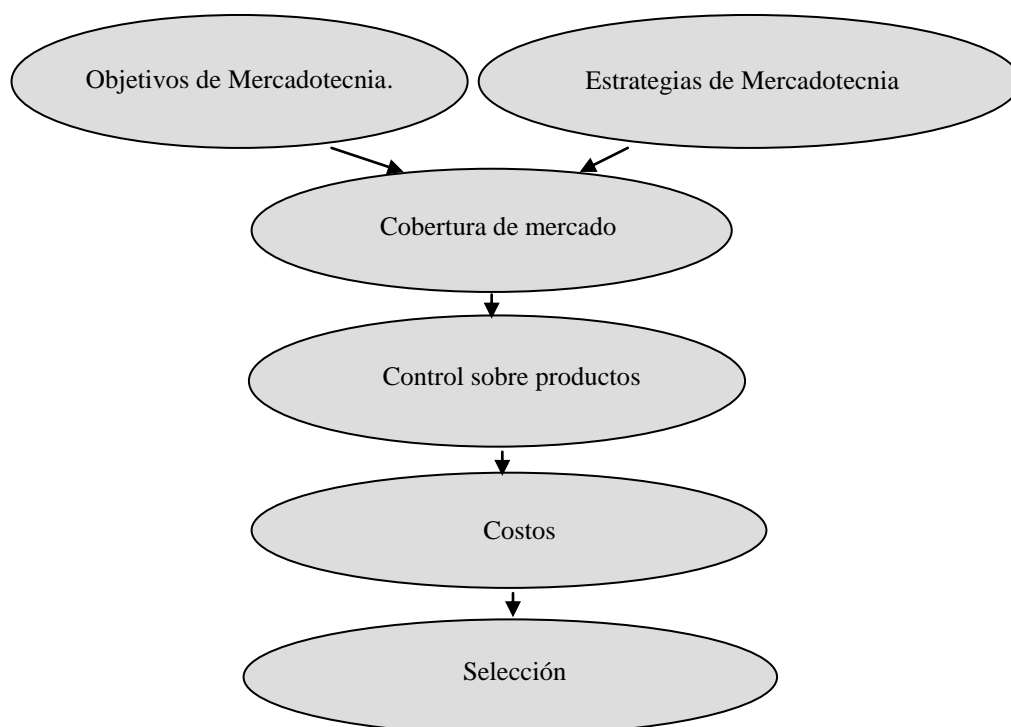 Objetivos de Mercadotecnia.
Estrategias de Mercadotecnia
Cobertura de mercado
Control sobre productos
Costos
Selección